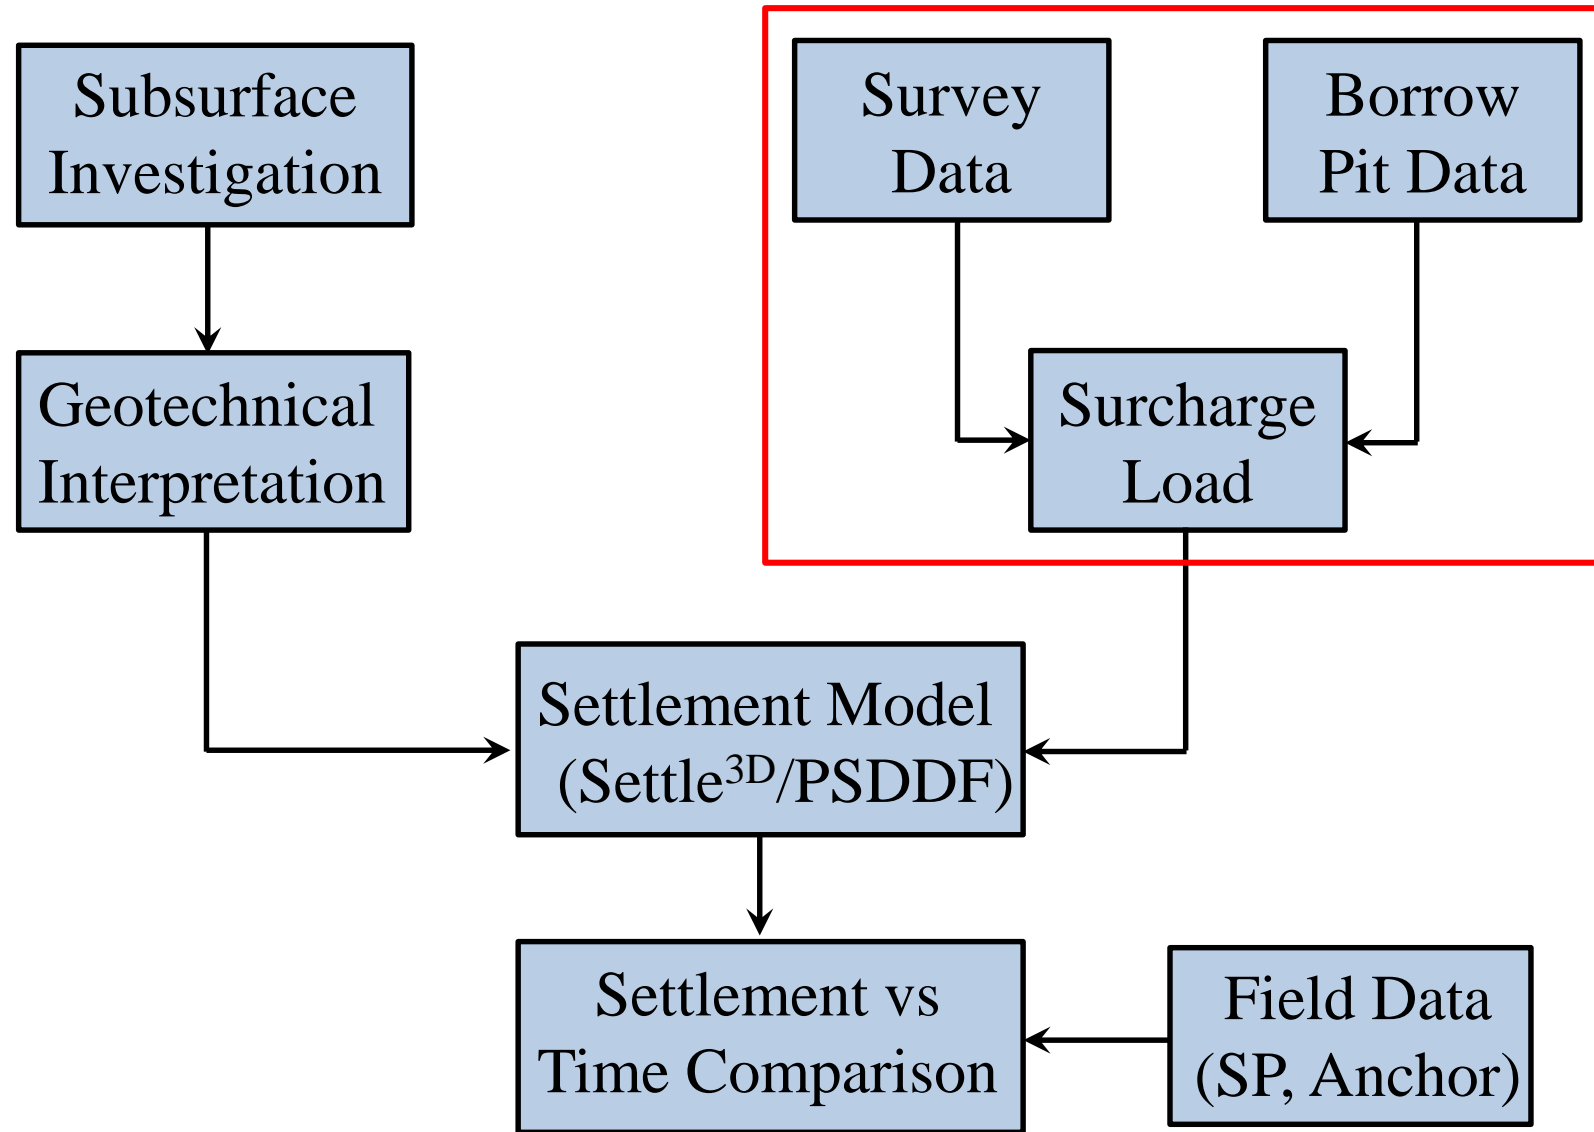 Subsurface
Investigation
Survey
Data
Borrow
Pit Data
Geotechnical
Interpretation
Surcharge
Load
Settlement Model
(Settle³ᴰ/PSDDF)
Settlement vs
Time Comparison
Field Data
(SP, Anchor)